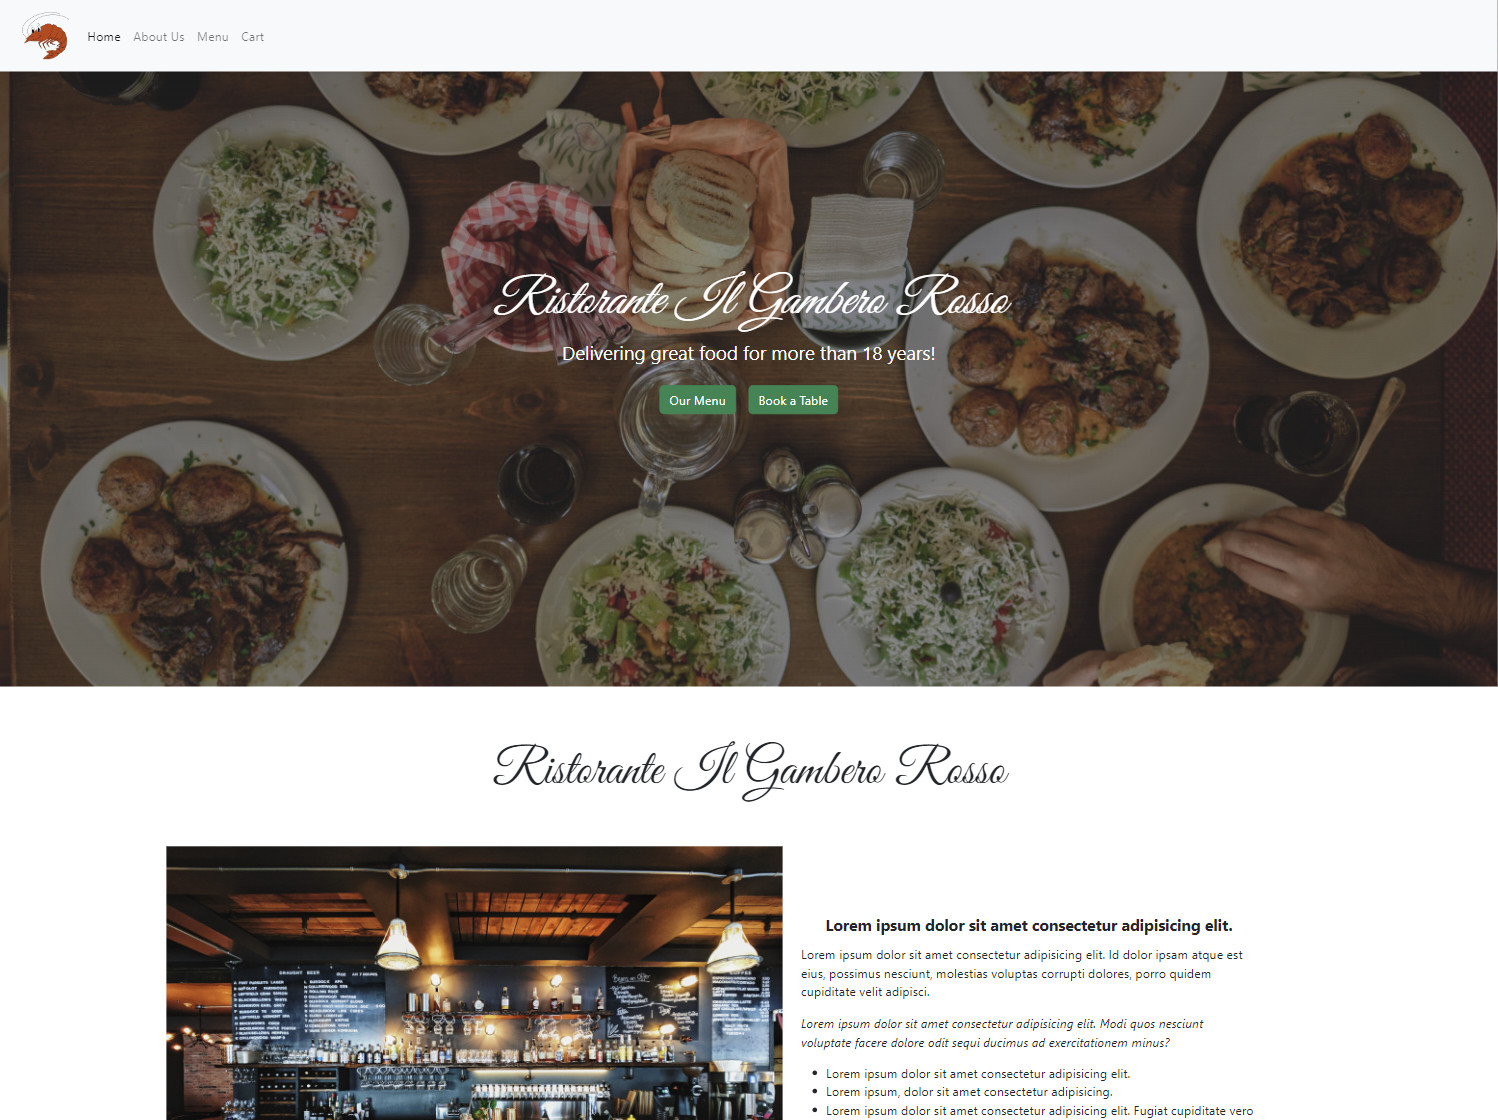 Home About Us Menu Cart
Ristorante Il Gambero Rosso
Delivering great food for more than 18 years!
Our Menu Book a Table
Ristorante Il Gambero Rosso
Lorem ipsum dolor sit amet consectetur adipisicing elit.
Lorem ipsum dolor sit amet consectetur adipisicing elit. Id dolor ipsam atque est
eius, possimus nesciunt, molestias voluptas corrupti dolores, porro quidem
cupiditate velit adipisci.
Lorem ipsum dolor sit amet consectetur adipisicing elit. Modi quos nesciunt
voluptate facere dolore odit sequi ducimus ad exercitationem minus?
Lorem ipsum dolor sit amet consectetur adipisicing elit.
Lorem ipsum, dolor sit amet consectetur adipisicing.
Lorem ipsum dolor sit amet consectetur adipisicing elit. Fugiat cupiditate vero
DRAUGHT BEER
COFFEE